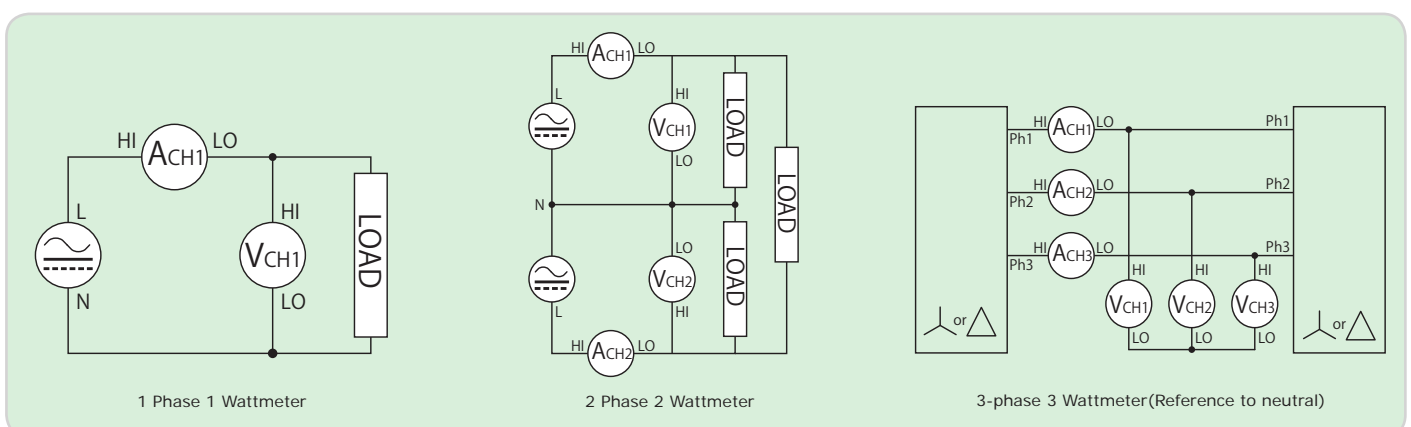 HI
ACH1
LO
L
HI
VCH1
LO
N
LOAD
1 Phase 1 Wattmeter
HI
ACH1
LO
L
HI
VCH1
LO
LOAD
LOAD
N
LO
VCH2
HI
LOAD
L
HI
ACH2
LO
2 Phase 2 Wattmeter
HI
ACH1
LO
Ph1
Ph1
HI
ACH2
LO
Ph2
Ph2
HI
ACH3
LO
Ph3
Ph3
HI
HI
HI
VCH1
VCH2
VCH3
LO
LO
LO
or
or
3-phase 3 Wattmeter(Reference to neutral)